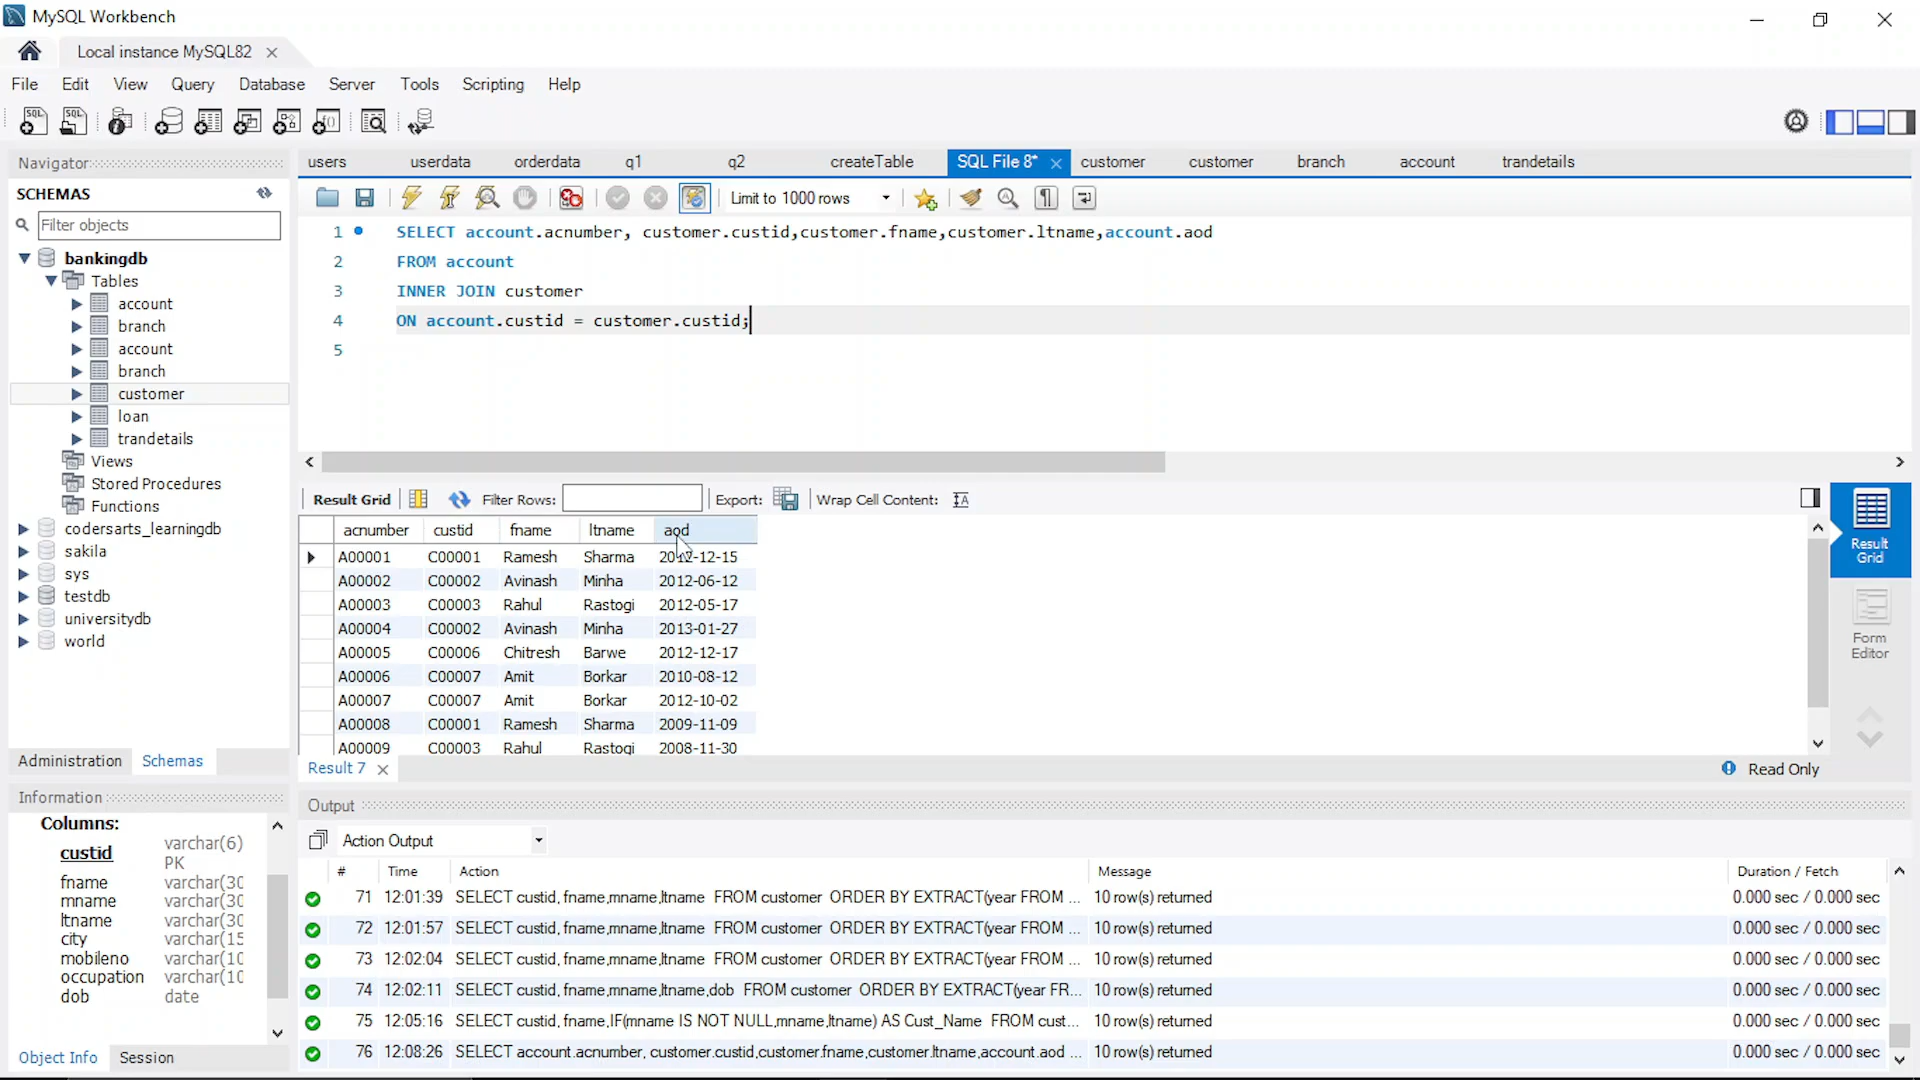 MySQL Workbench
Local instance MySQL82
File Edit View Query Database Server Tools Scripting Help
Navigator
SCHEMAS
Filter objects
bankingdb
Tables
account
branch
account
branch
customer
loan
trandetails
Views
Stored Procedures
Functions
codersarts_learningdb
sakila
sys
testdb
universitydb
world
Administration Schemas
Information
Columns:
custid varchar(6) PK
fname varchar(30
mname varchar(30
ltname varchar(30
city varchar(15
mobileno varchar(10
occupation varchar(10
dob date
Object Info Session
users userdata orderdata q1 q2 createTable SQL File 8* customer customer branch account trandetails
Limit to 1000 rows
1 SELECT account.acnumber, customer.custid,customer.fname,customer.ltname,account.aod
2 FROM account
3 INNER JOIN customer
4 ON account.custid = customer.custid;
5
Result Grid Filter Rows: Export: Wrap Cell Content:
acnumber custid fname ltname aod
A00001 C00001 Ramesh Sharma 2012-12-15
A00002 C00002 Avinash Minha 2012-06-12
A00003 C00003 Rahul Rastogi 2012-05-17
A00004 C00002 Avinash Minha 2013-01-27
A00005 C00006 Chitresh Barwe 2012-12-17
A00006 C00007 Amit Borkar 2010-08-12
A00007 C00007 Amit Borkar 2012-10-02
A00008 C00001 Ramesh Sharma 2009-11-09
A00009 C00003 Rahul Rastogi 2008-11-30
Result Grid
Form Editor
Result 7
Read Only
Output
Action Output
# Time Action Message Duration / Fetch
71 12:01:39 SELECT custid, fname,mname,ltname FROM customer ORDER BY EXTRACT(year FROM ... 10 row(s) returned 0.000 sec / 0.000 sec
72 12:01:57 SELECT custid, fname,mname,ltname FROM customer ORDER BY EXTRACT(year FROM ... 10 row(s) returned 0.000 sec / 0.000 sec
73 12:02:04 SELECT custid, fname,mname,ltname FROM customer ORDER BY EXTRACT(year FROM ... 10 row(s) returned 0.000 sec / 0.000 sec
74 12:02:11 SELECT custid, fname,mname,ltname,dob FROM customer ORDER BY EXTRACT(year FR... 10 row(s) returned 0.000 sec / 0.000 sec
75 12:05:16 SELECT custid, fname,IF(mname IS NOT NULL,mname,ltname) AS Cust_Name FROM cust... 10 row(s) returned 0.000 sec / 0.000 sec
76 12:08:26 SELECT account.acnumber, customer.custid,customer.fname,customer.ltname,account.aod ... 10 row(s) returned 0.000 sec / 0.000 sec